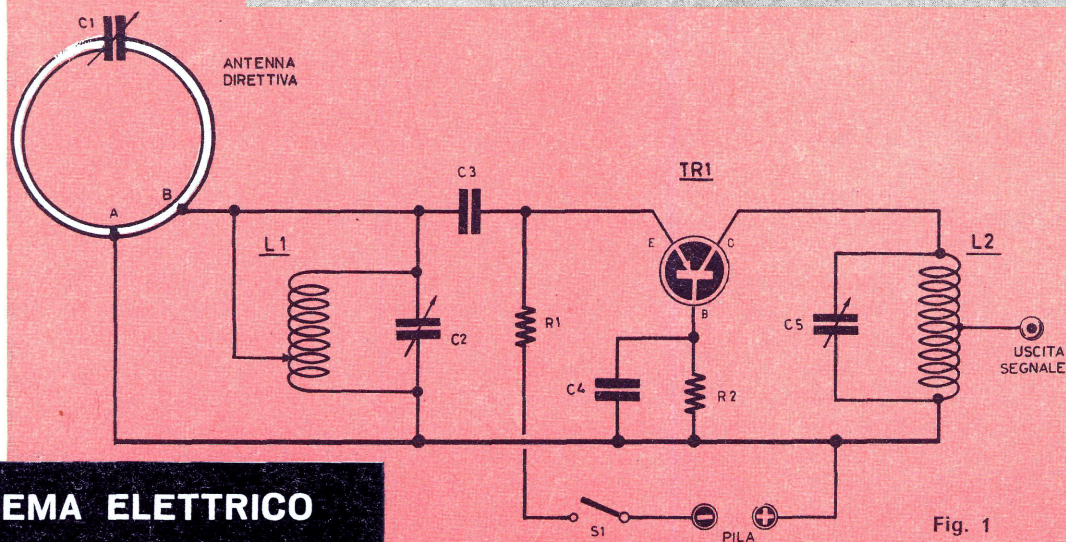 C1
ANTENNA
DIRETTIVA
A
B
L1
C2
C3
R1
TR1
E
C
B
C4
R2
C5
L2
USCITA
SEGNALE
S1
PILA
EMA ELETTRICO
Fig. 1